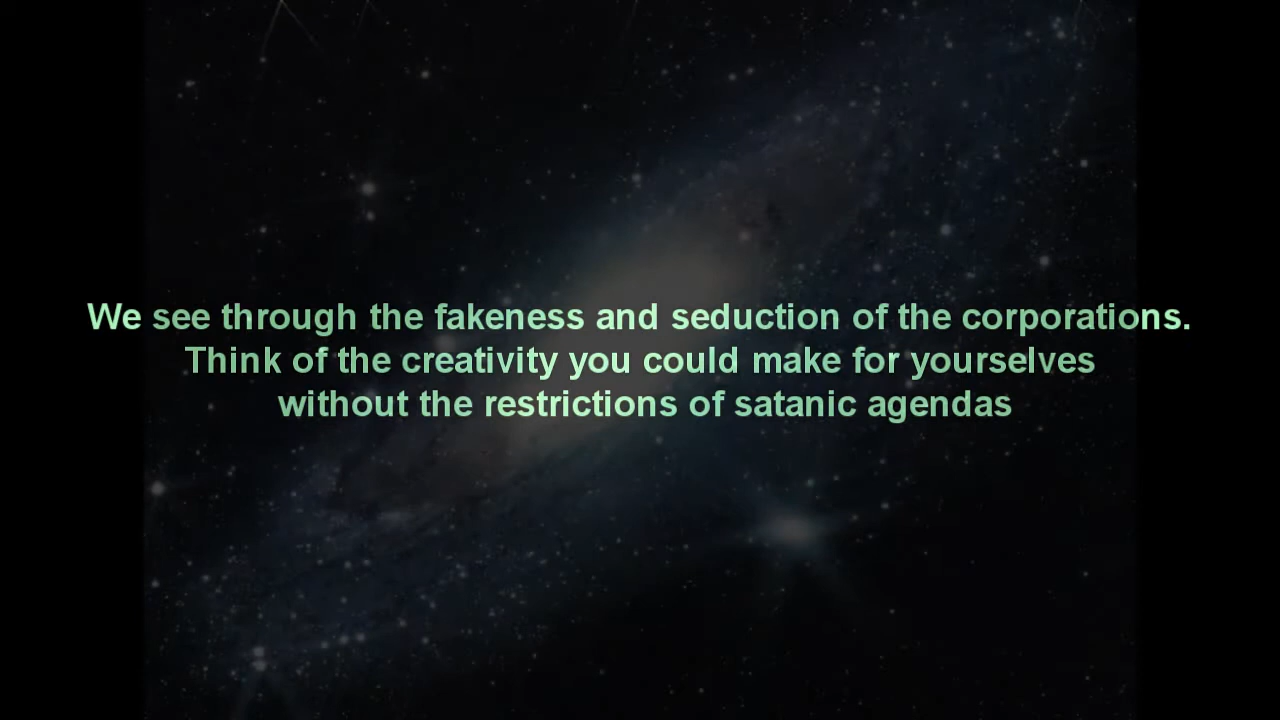 We see through the fakeness and seduction of the corporations.
Think of the creativity you could make for yourselves
without the restrictions of satanic agendas